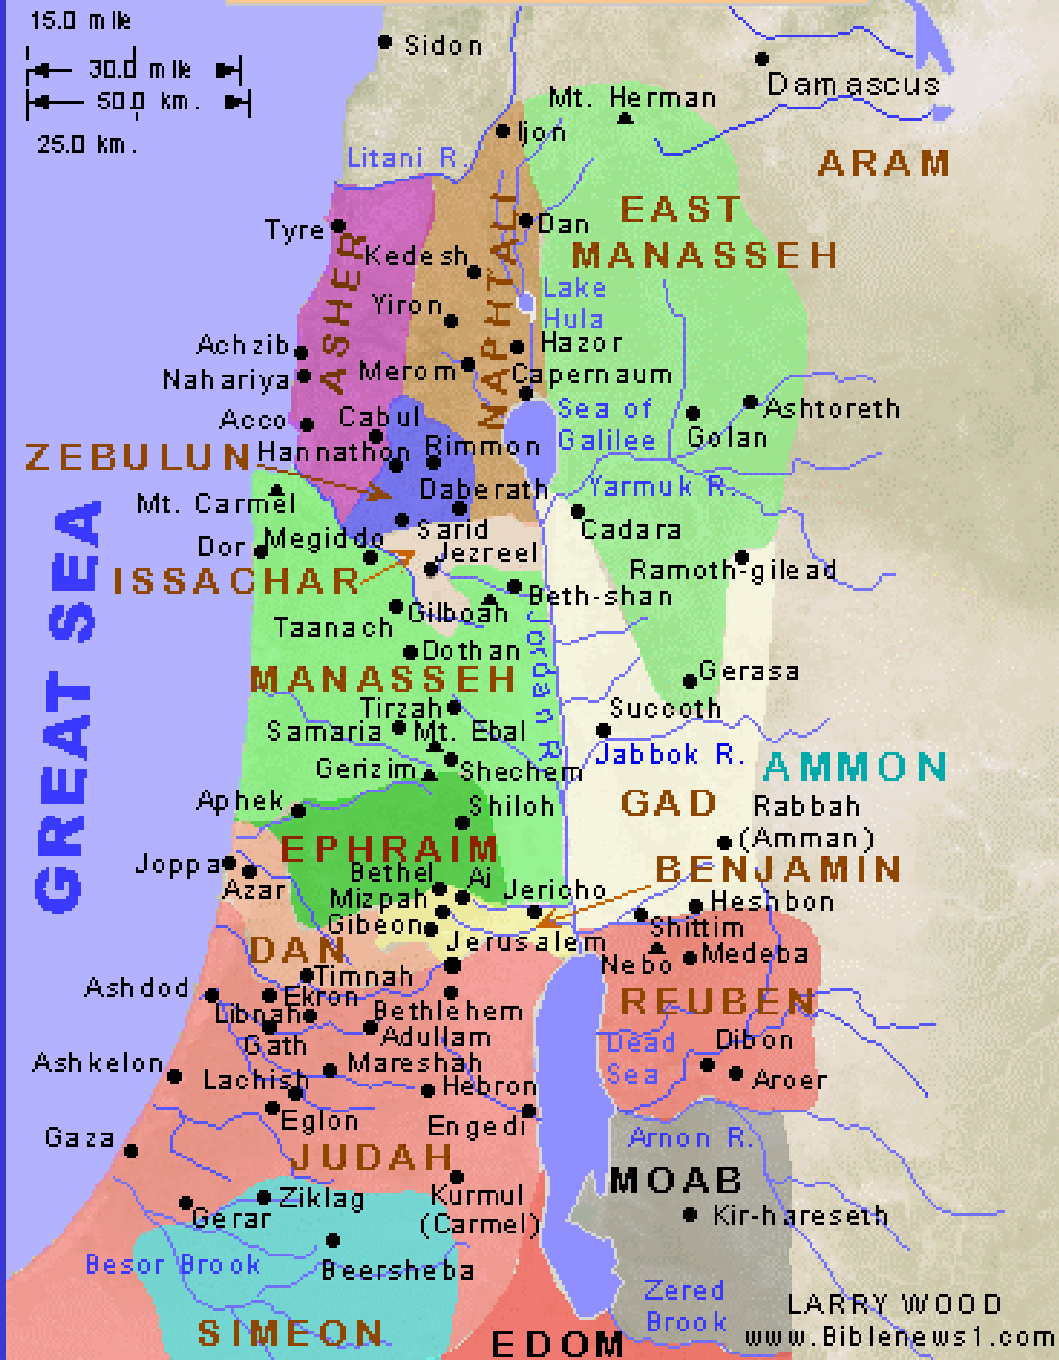 15.0 mile
30.0 mile
50.0 km.
25.0 km.
Sidon
Damascus
Mt. Herman
Ijon
Litani R.
ARAM
EAST
MANASSEH
Tyre
Dan
Kedesh
ASHER
NAPHTALI
Lake
Hula
Yiron
Achzib
Hazor
Nahariya
Merom
Capernaum
Acco
Cabul
Sea of
Galilee
Golan
Ashtoreth
ZEBULUN
Hannathon
Rimmon
Mt. Carmel
Daberath
Yarmuk R.
Sarid
Cadara
Dor
Megiddo
Jezreel
ISSACHAR
Ramoth-gilead
Beth-shan
Gilboah
Taanach
Jordan R.
Dothan
GREAT SEA
MANASSEH
Gerasa
Tirzah
Succoth
Samaria
Mt. Ebal
Jabbok R.
AMMON
Gerizim
Shechem
Aphek
Shiloh
GAD
Rabbah
(Amman)
EPHRAIM
Joppa
Azar
Bethel
Ai
Jericho
BENJAMIN
Mizpah
Heshbon
Gibeon
Shittim
DAN
Jerusalem
Nebo
Medeba
Timnah
Ashdod
Ekron
REUBEN
Libnah
Bethlehem
Gath
Adullam
Dead
Sea
Dibon
Ashkelon
Mareshah
Lachish
Hebron
Aroer
Eglon
Engedi
Gaza
Arnon R.
JUDAH
MOAB
Ziklag
Kurmul
(Carmel)
Gerar
Kir-hareseth
Besor Brook
Beersheba
Zered
Brook
LARRY WOOD
SIMEON
EDOM
www.Biblenews1.com